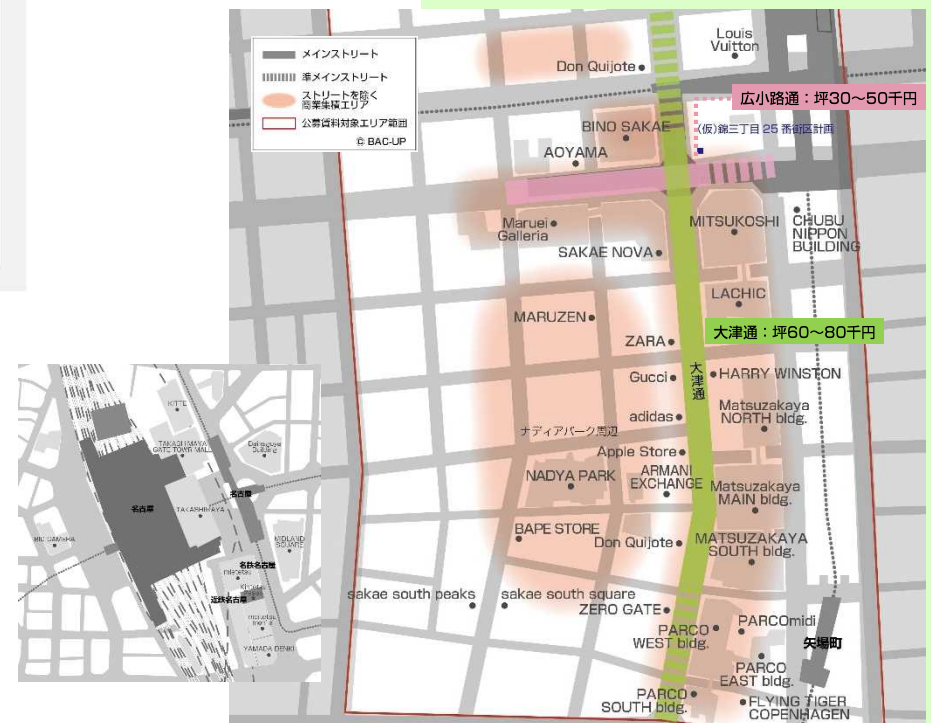 メインストリート
準メインストリート
ストリートを除く
商業集積エリア
公募賃料対象エリア範囲
© BAC-UP
Louis
Vuitton
Don Quijote
広小路通：坪30～50千円
BINO SAKAE
(仮)錦三丁目25番街区計画
AOYAMA
Maruei
Galleria
MITSUKOSHI
CHUBU
NIPPON
BUILDING
SAKAE NOVA
LACHIC
MARUZEN
大津通：坪60～80千円
ZARA
大津通
Gucci
HARRY WINSTON
adidas
Matsuzakaya
NORTH bldg.
ナディアパーク周辺
Apple Store
NADYA PARK
ARMANI
EXCHANGE
Matsuzakaya
MAIN bldg.
BAPE STORE
Don Quijote
MATSUZAKAYA
SOUTH bldg.
sakae south peaks
sakae south square
ZERO GATE
PARCO
WEST bldg.
PARCOmidi
矢場町
PARCO
EAST bldg.
PARCO
SOUTH bldg.
FLYING TIGER
COPENHAGEN
KITTE
TAKASHIMAYA
GATE TOWER MALL
Dainagoya
Building
名古屋
名古屋
TAKASHIMAYA
BIC CAMERA
MIDLAND
SQUARE
名鉄名古屋
meitetsu
Kintetsu
近鉄名古屋
YAMADA DENKI